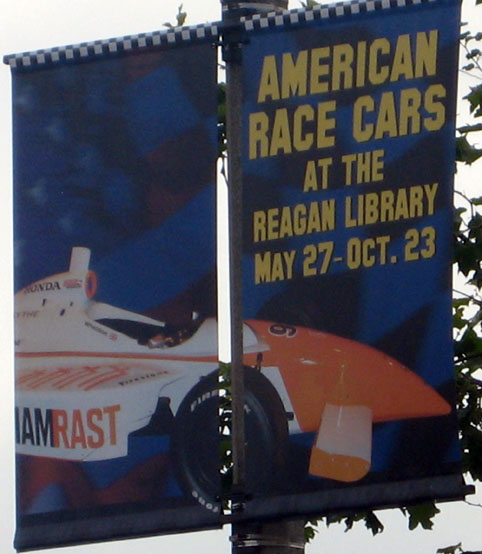 AMERICAN
RACE CARS
AT THE
REAGAN LIBRARY
MAY 27-OCT. 23
HONDA
FIRESTONE
AMRAST